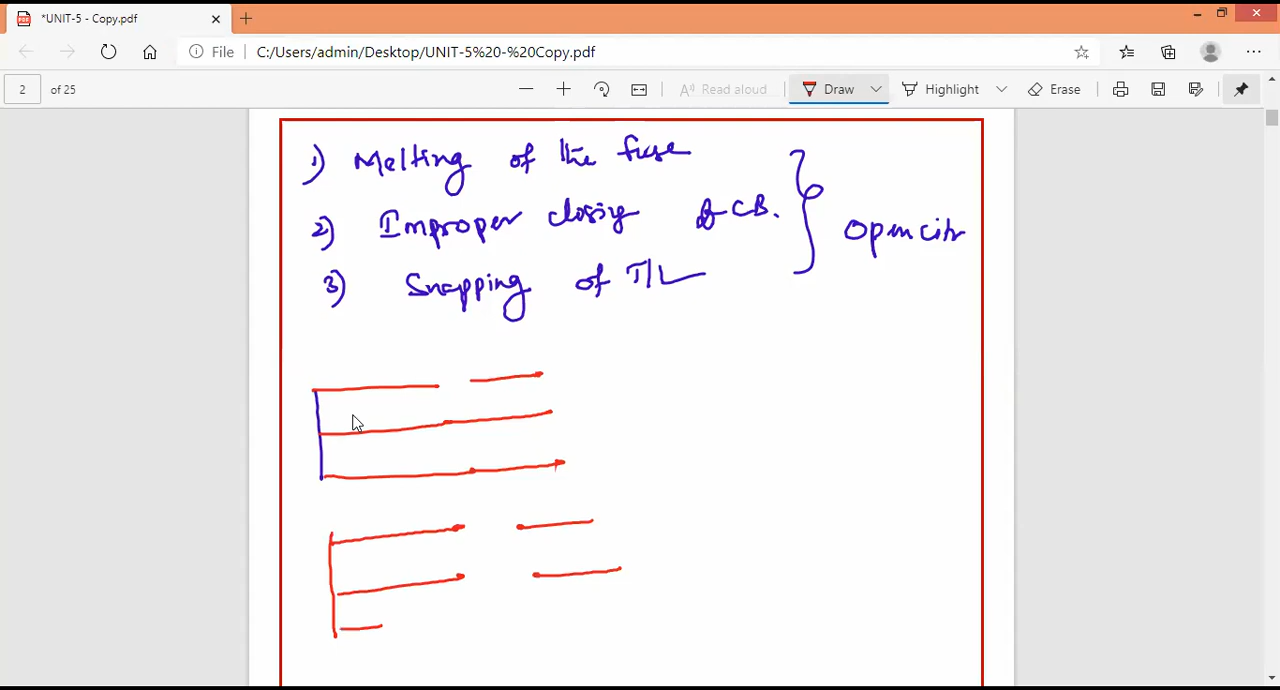 *UNIT-5 - Copy.pdf
File C:/Users/admin/Desktop/UNIT-5%20-%20Copy.pdf
2 of 25 Read aloud Draw Highlight Erase
1) Melting of the fuse
2) Improper closing of CB.
3) Snapping of T/L
Open